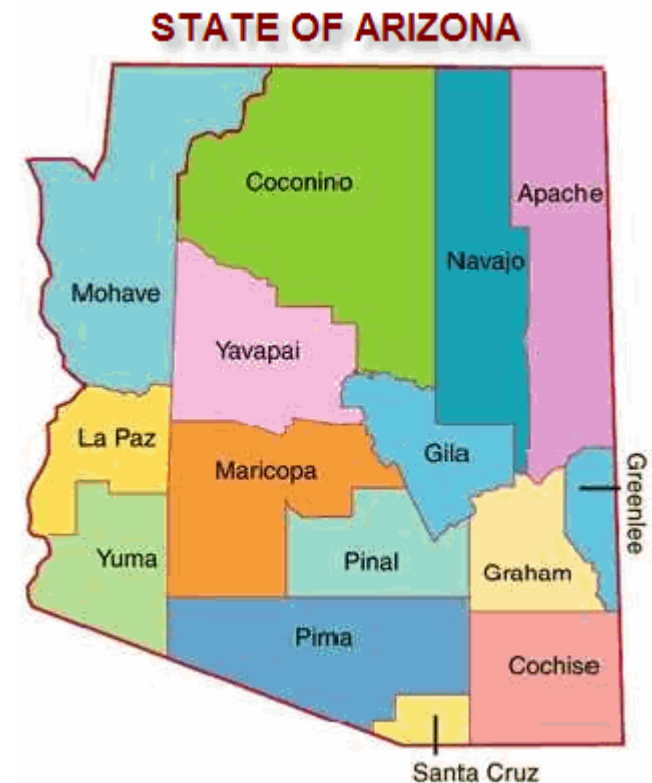 STATE OF ARIZONA
Coconino
Apache
Navajo
Mohave
Yavapai
La Paz
Gila
Maricopa
Greenlee
Yuma
Pinal
Graham
Pima
Cochise
Santa Cruz